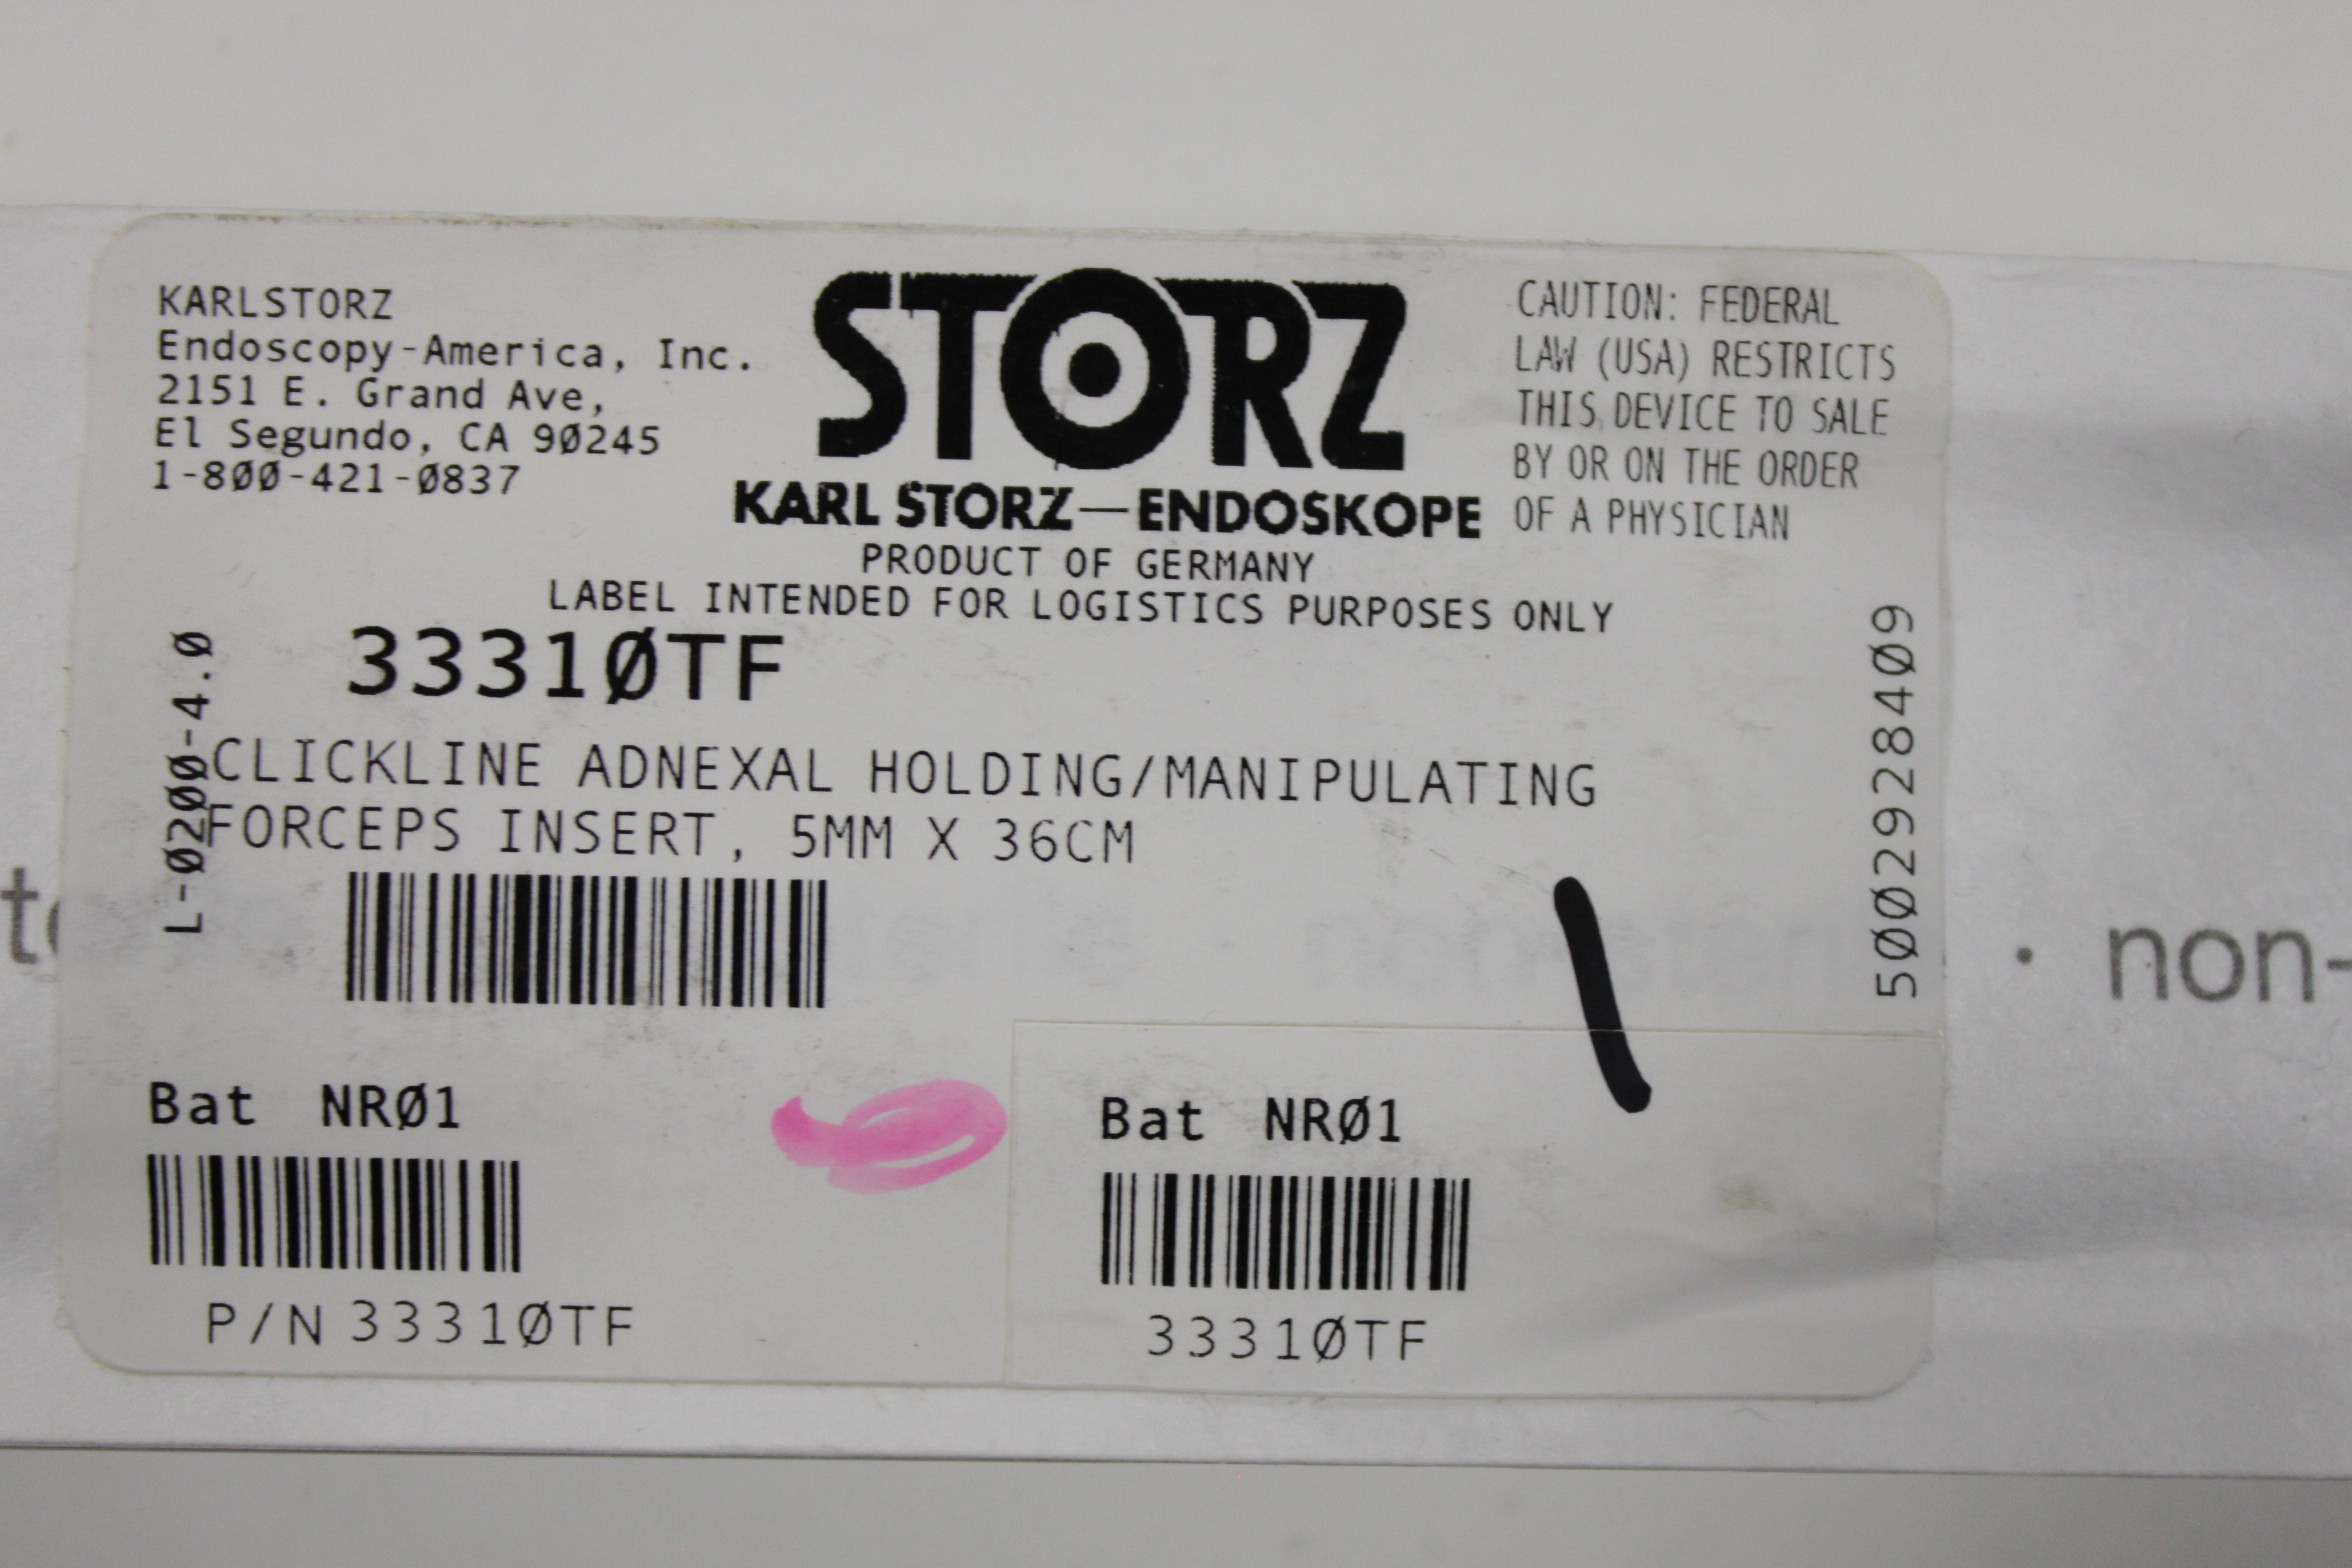 KARLSTORZ
Endoscopy-America, Inc.
2151 E. Grand Ave,
El Segundo, CA 90245
1-800-421-0837
STORZ
KARL STORZ—ENDOSKOPE
PRODUCT OF GERMANY
LABEL INTENDED FOR LOGISTICS PURPOSES ONLY
CAUTION: FEDERAL
LAW (USA) RESTRICTS
THIS DEVICE TO SALE
BY OR ON THE ORDER
OF A PHYSICIAN
L-0200-4.0
33310TF
CLICKLINE ADNEXAL HOLDING/MANIPULATING
FORCEPS INSERT, 5MM X 36CM
5002928409
· non-
Bat NR01
P/N 33310TF
Bat NR01
33310TF